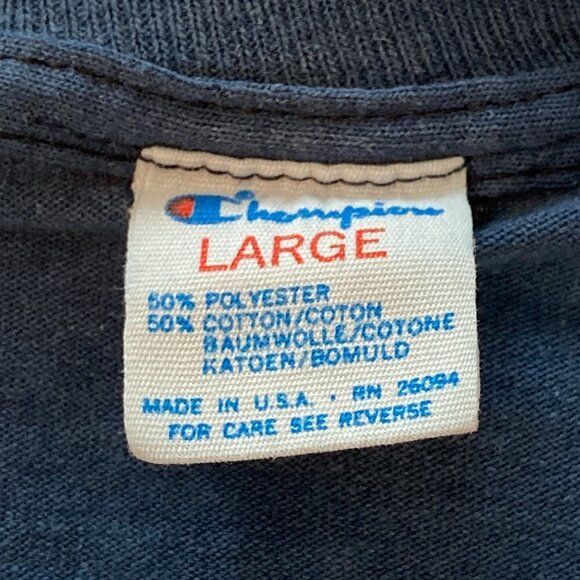 Champion
LARGE
50% POLYESTER
50% COTTON/COTON
BAUMWOLLE/COTONE
KATOEN/BOMULD
MADE IN U.S.A. • RN 26094
FOR CARE SEE REVERSE